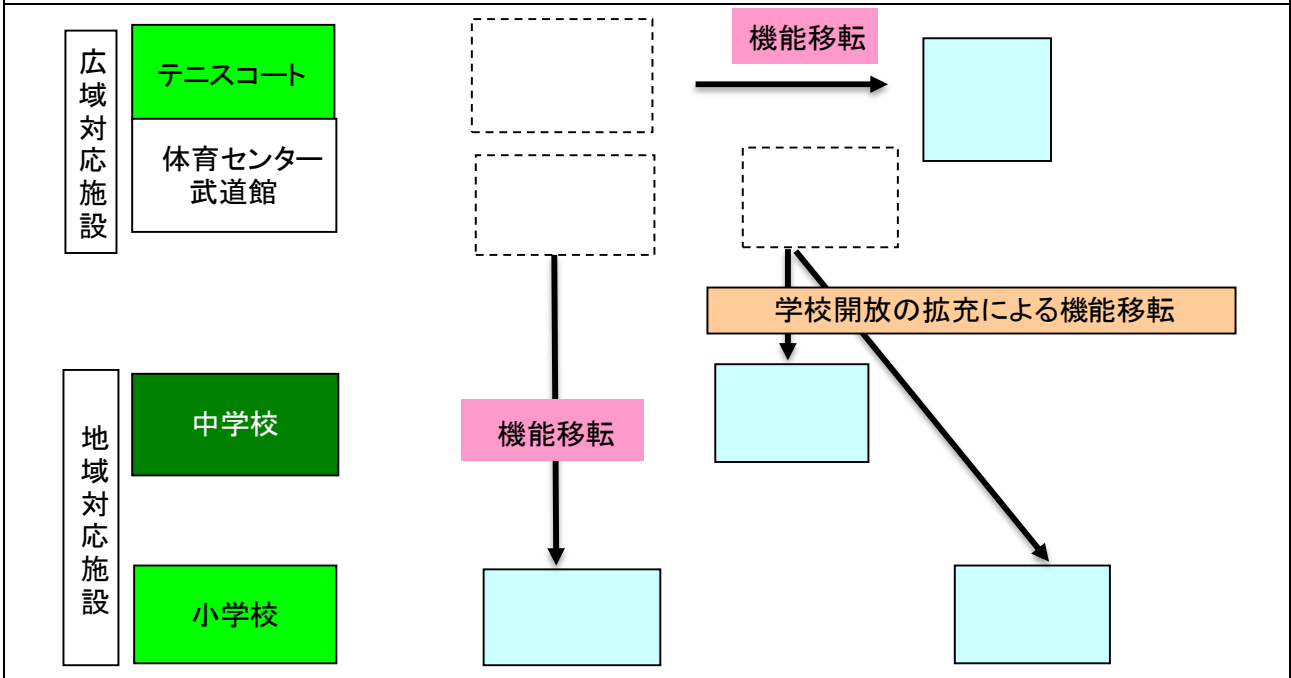 広域対応施設
テニスコート
体育センター
武道館
機能移転
学校開放の拡充による機能移転
地域対応施設
中学校
機能移転
小学校